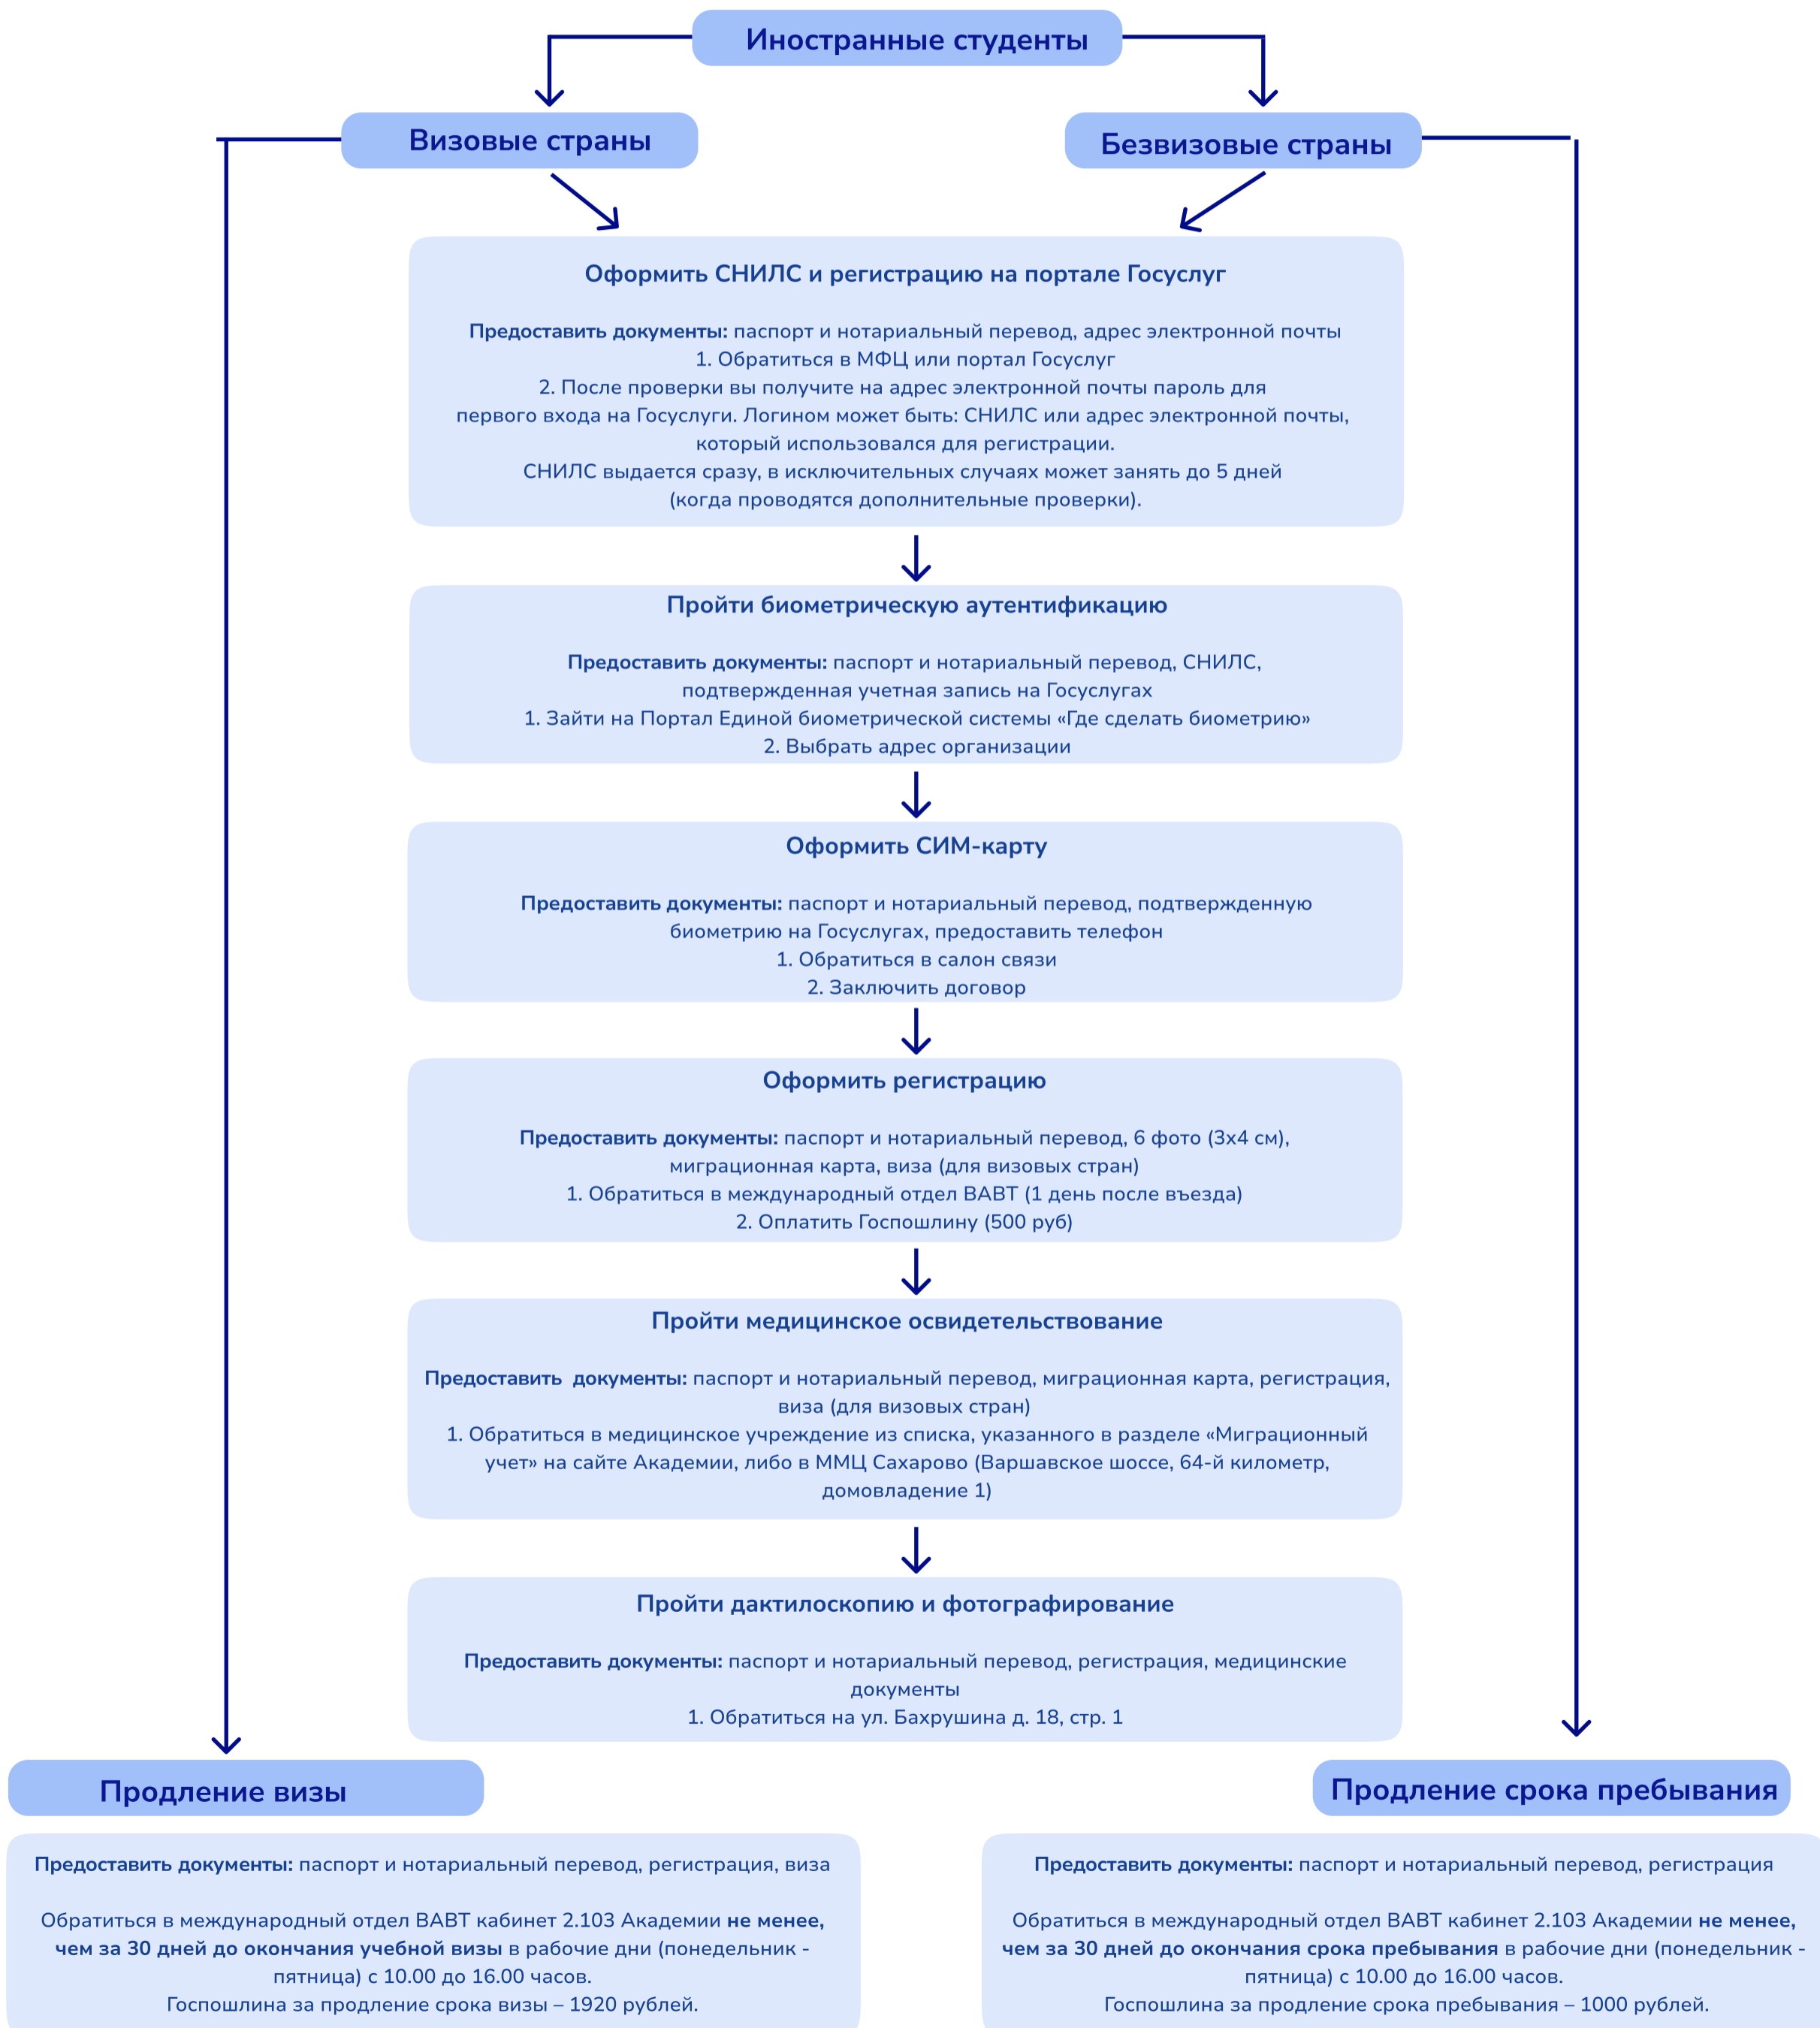 Иностранные студенты
Визовые страны
Безвизовые страны
Оформить СНИЛС и регистрацию на портале Госуслуг
Предоставить документы: паспорт и нотариальный перевод, адрес электронной почты
1. Обратиться в МФЦ или портал Госуслуг
2. После проверки вы получите на адрес электронной почты пароль для
первого входа на Госуслуги. Логином может быть: СНИЛС или адрес электронной почты,
который использовался для регистрации.
СНИЛС выдается сразу, в исключительных случаях может занять до 5 дней
(когда проводятся дополнительные проверки).
Пройти биометрическую аутентификацию
Предоставить документы: паспорт и нотариальный перевод, СНИЛС,
подтвержденная учетная запись на Госуслугах
1. Зайти на Портал Единой биометрической системы «Где сделать биометрию»
2. Выбрать адрес организации
Оформить СИМ-карту
Предоставить документы: паспорт и нотариальный перевод, подтвержденную
биометрию на Госуслугах, предоставить телефон
1. Обратиться в салон связи
2. Заключить договор
Оформить регистрацию
Предоставить документы: паспорт и нотариальный перевод, 6 фото (3х4 см),
миграционная карта, виза (для визовых стран)
1. Обратиться в международный отдел ВАВТ (1 день после въезда)
2. Оплатить Госпошлину (500 руб)
Пройти медицинское освидетельствование
Предоставить документы: паспорт и нотариальный перевод, миграционная карта, регистрация,
виза (для визовых стран)
1. Обратиться в медицинское учреждение из списка, указанного в разделе «Миграционный
учет» на сайте Академии, либо в ММЦ Сахарово (Варшавское шоссе, 64-й километр,
домовладение 1)
Пройти дактилоскопию и фотографирование
Предоставить документы: паспорт и нотариальный перевод, регистрация, медицинские
документы
1. Обратиться на ул. Бахрушина д. 18, стр. 1
Продление визы
Предоставить документы: паспорт и нотариальный перевод, регистрация, виза
Обратиться в международный отдел ВАВТ кабинет 2.103 Академии не менее,
чем за 30 дней до окончания учебной визы в рабочие дни (понедельник -
пятница) с 10.00 до 16.00 часов.
Госпошлина за продление срока визы – 1920 рублей.
Продление срока пребывания
Предоставить документы: паспорт и нотариальный перевод, регистрация
Обратиться в международный отдел ВАВТ кабинет 2.103 Академии не менее,
чем за 30 дней до окончания срока пребывания в рабочие дни (понедельник -
пятница) с 10.00 до 16.00 часов.
Госпошлина за продление срока пребывания – 1000 рублей.